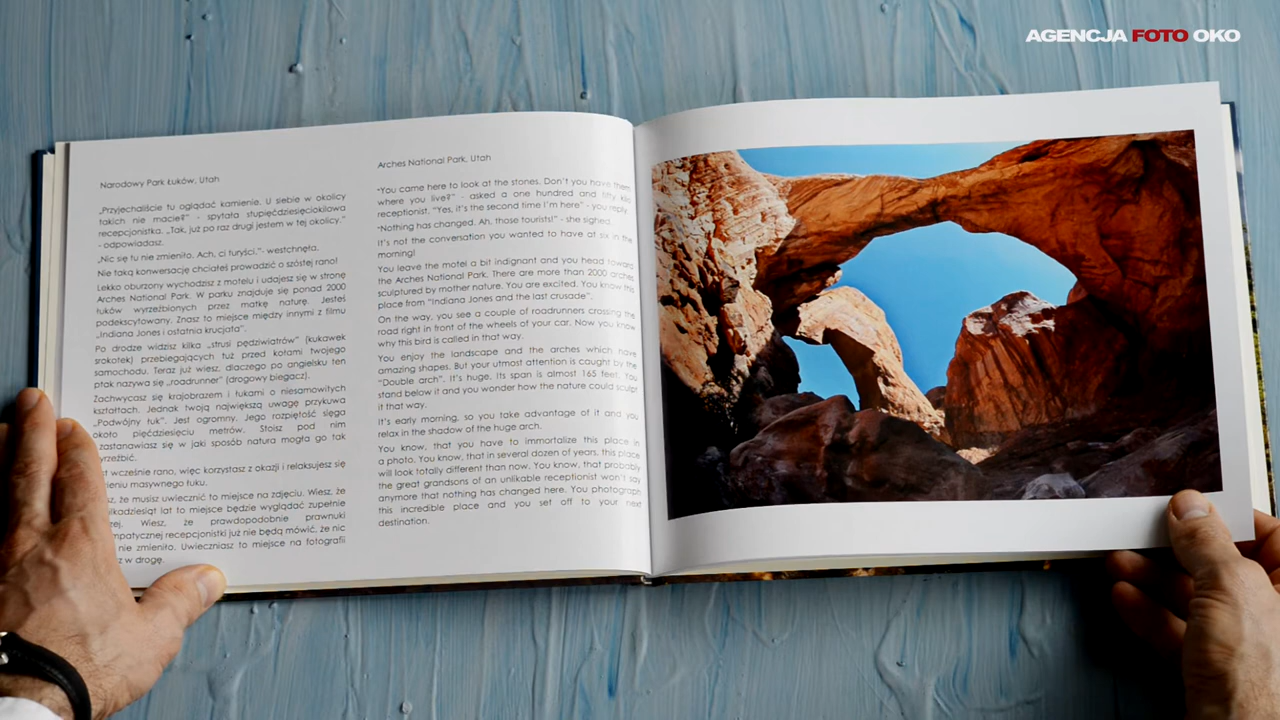 AGENCJA FOTO OKO
Narodowy Park Łuków, Utah
„Przyjechaliście tu oglądać kamienie. U siebie w okolicy
takich nie macie?" - spytała stupięćdziesięciokilowa
recepcjonistka. „Tak, już po raz drugi jestem w tej okolicy."
- odpowiadasz.
„Nic się tu nie zmieniło. Ach, ci turyści."- westchnęła.
Nie taką konwersację chciałeś prowadzić o szóstej rano!
Lekko oburzony wychodzisz z motelu i udajesz się w stronę
Arches National Park. W parku znajduje się ponad 2000
łuków wyrzeźbionych przez matkę naturę. Jesteś
podekscytowany. Znasz to miejsce między innymi z filmu
„Indiana Jones i ostatnia krucjata".
Po drodze widzisz kilka „strusi pędziwiatrów" (kukawek
srokatek) przebiegających tuż przed kołami twojego
samochodu. Teraz już wiesz, dlaczego po angielsku ten
ptak nazywa się „roadrunner" (drogowy biegacz).
Zachwycasz się krajobrazem i łukami o niesamowitych
kształtach. Jednak twoją największą uwagę przykuwa
„Podwójny łuk". Jest ogromny. Jego rozpiętość sięga
około pięćdziesięciu metrów. Stoisz pod nim
zastanawiasz się w jaki sposób natura mogła go tak
yrzeźbić.
st wcześnie rano, więc korzystasz z okazji i relaksujesz się
ieniu masywnego łuku.
sz, że musisz uwiecznić to miejsce na zdjęciu. Wiesz, że
ilkadziesiąt lat to miejsce będzie wyglądać zupełnie
zej. Wiesz, że prawdopodobnie prawnuki
mpatycznej recepcjonistki już nie będą mówić, że nic
nie zmieniło. Uwieczniasz to miejsce na fotografii
z w drogę.
Arches National Park, Utah
"You came here to look at the stones. Don't you have them
where you live?" - asked a one hundred and fifty kilo
receptionist. "Yes, it's the second time I'm here" - you reply.
"Nothing has changed. Ah, those tourists!" - she sighed.
It's not the conversation you wanted to have at six in the
morning!
You leave the motel a bit indignant and you head toward
the Arches National Park. There are more than 2000 arches
sculptured by mother nature. You are excited. You know this
place from "Indiana Jones and the last crusade".
On the way, you see a couple of roadrunners crossing the
road right in front of the wheels of your car. Now you know
why this bird is called in that way.
You enjoy the landscape and the arches which have
amazing shapes. But your utmost attention is caught by the
"Double arch". It's huge. Its span is almost 165 feet. You
stand below it and you wonder how the nature could sculpt
it that way.
It's early morning, so you take advantage of it and you
relax in the shadow of the huge arch.
You know, that you have to immortalize this place in
a photo. You know, that in several dozen of years, this place
will look totally different than now. You know, that probably
the great grandsons of an unlikable receptionist won't say
anymore that nothing has changed here. You photograph
this incredible place and you set off to your next
destination.